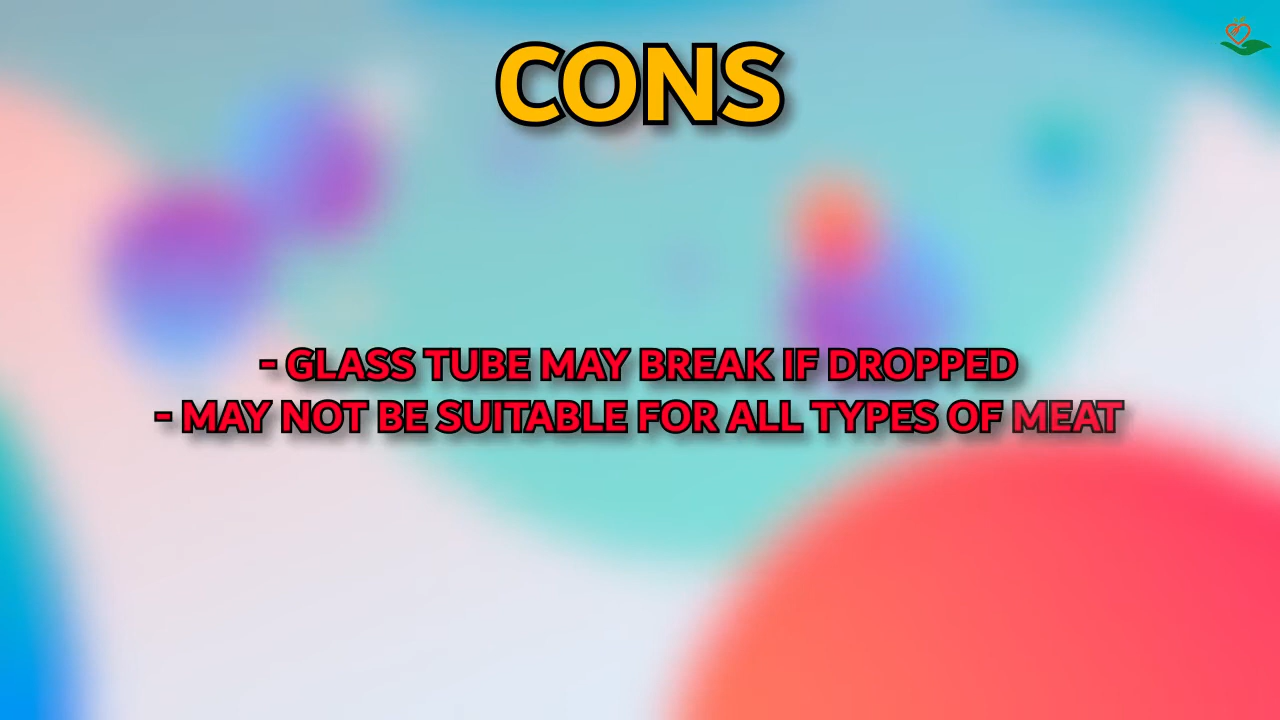 CONS
- GLASS TUBE MAY BREAK IF DROPPED
- MAY NOT BE SUITABLE FOR ALL TYPES OF MEAT